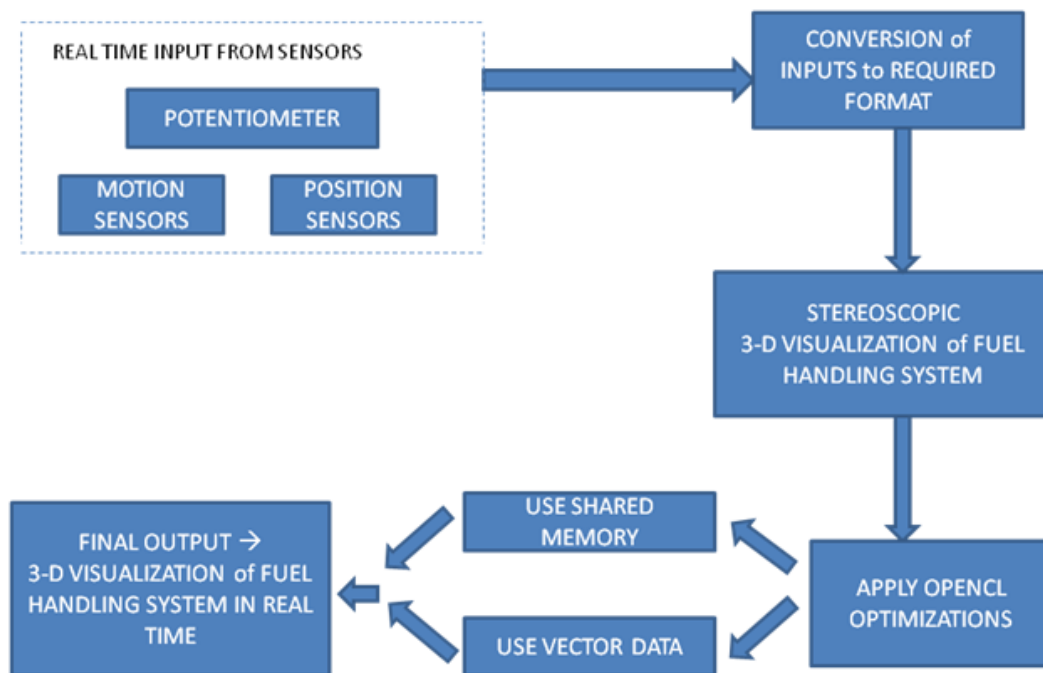 REAL TIME INPUT FROM SENSORS
POTENTIOMETER
MOTION
SENSORS
POSITION
SENSORS
CONVERSION of
INPUTS to REQUIRED
FORMAT
STEREOSCOPIC
3-D VISUALIZATION of FUEL
HANDLING SYSTEM
APPLY OPENCL
OPTIMIZATIONS
USE SHARED
MEMORY
USE VECTOR DATA
FINAL OUTPUT →
3-D VISUALIZATION of FUEL
HANDLING SYSTEM IN REAL
TIME